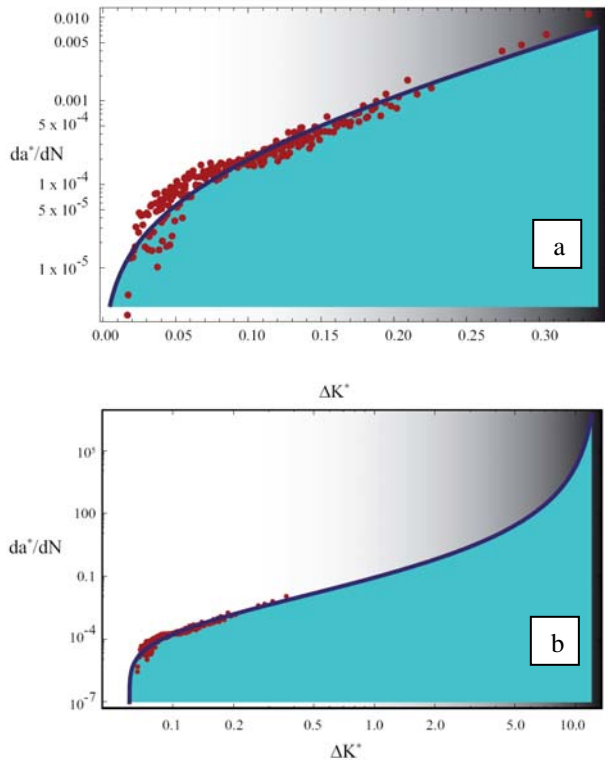 0.010
0.005
0.001
5 x 10⁻⁴
da*/dN
1 x 10⁻⁴
5 x 10⁻⁵
1 x 10⁻⁵
a
0.00 0.05 0.10 0.15 0.20 0.25 0.30
ΔK*
10⁵
100
da*/dN
0.1
10⁻⁴
b
10⁻⁷
0.1 0.2 0.5 1.0 2.0 5.0 10.0
ΔK*